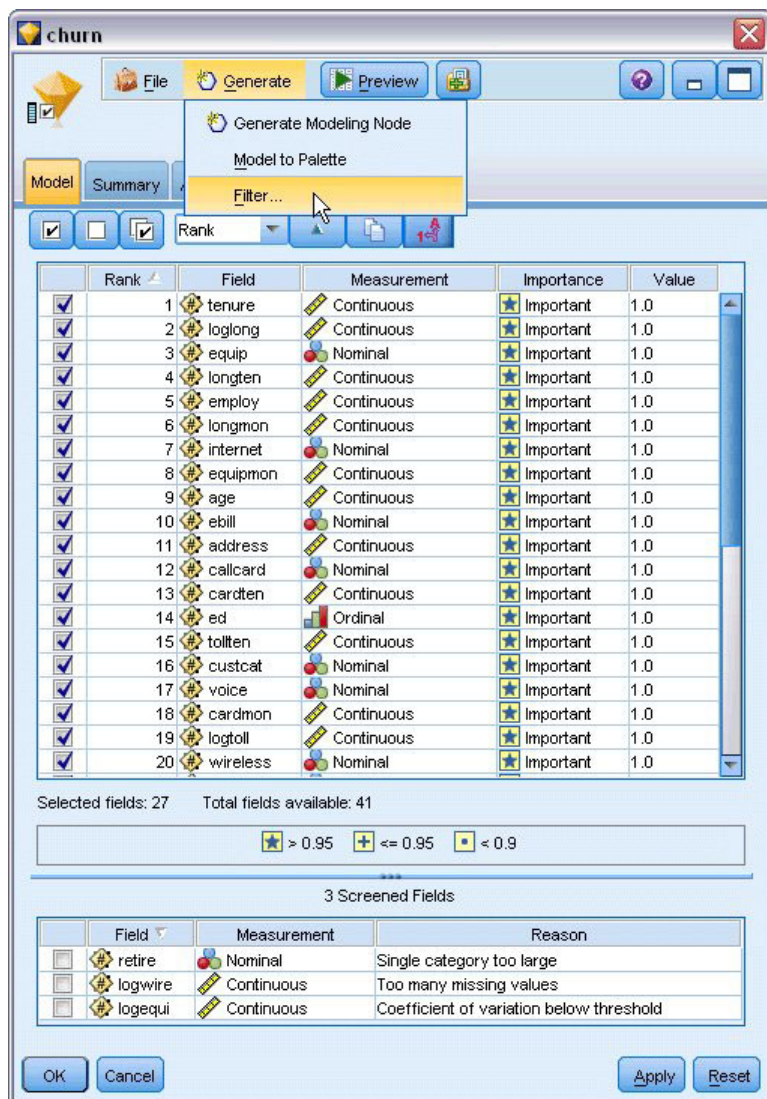 churn
File Generate Preview
Generate Modeling Node
Model to Palette
Filter...
Model Summary
Rank
Rank Field Measurement Importance Value
1 tenure Continuous Important 1.0
2 loglong Continuous Important 1.0
3 equip Nominal Important 1.0
4 longten Continuous Important 1.0
5 employ Continuous Important 1.0
6 longmon Continuous Important 1.0
7 internet Nominal Important 1.0
8 equipmon Continuous Important 1.0
9 age Continuous Important 1.0
10 ebill Nominal Important 1.0
11 address Continuous Important 1.0
12 callcard Nominal Important 1.0
13 cardten Continuous Important 1.0
14 ed Ordinal Important 1.0
15 tollten Continuous Important 1.0
16 custcat Nominal Important 1.0
17 voice Nominal Important 1.0
18 cardmon Continuous Important 1.0
19 logtoll Continuous Important 1.0
20 wireless Nominal Important 1.0
Selected fields: 27 Total fields available: 41
> 0.95 <= 0.95 < 0.9
3 Screened Fields
Field Measurement Reason
retire Nominal Single category too large
logwire Continuous Too many missing values
logequi Continuous Coefficient of variation below threshold
OK Cancel Apply Reset